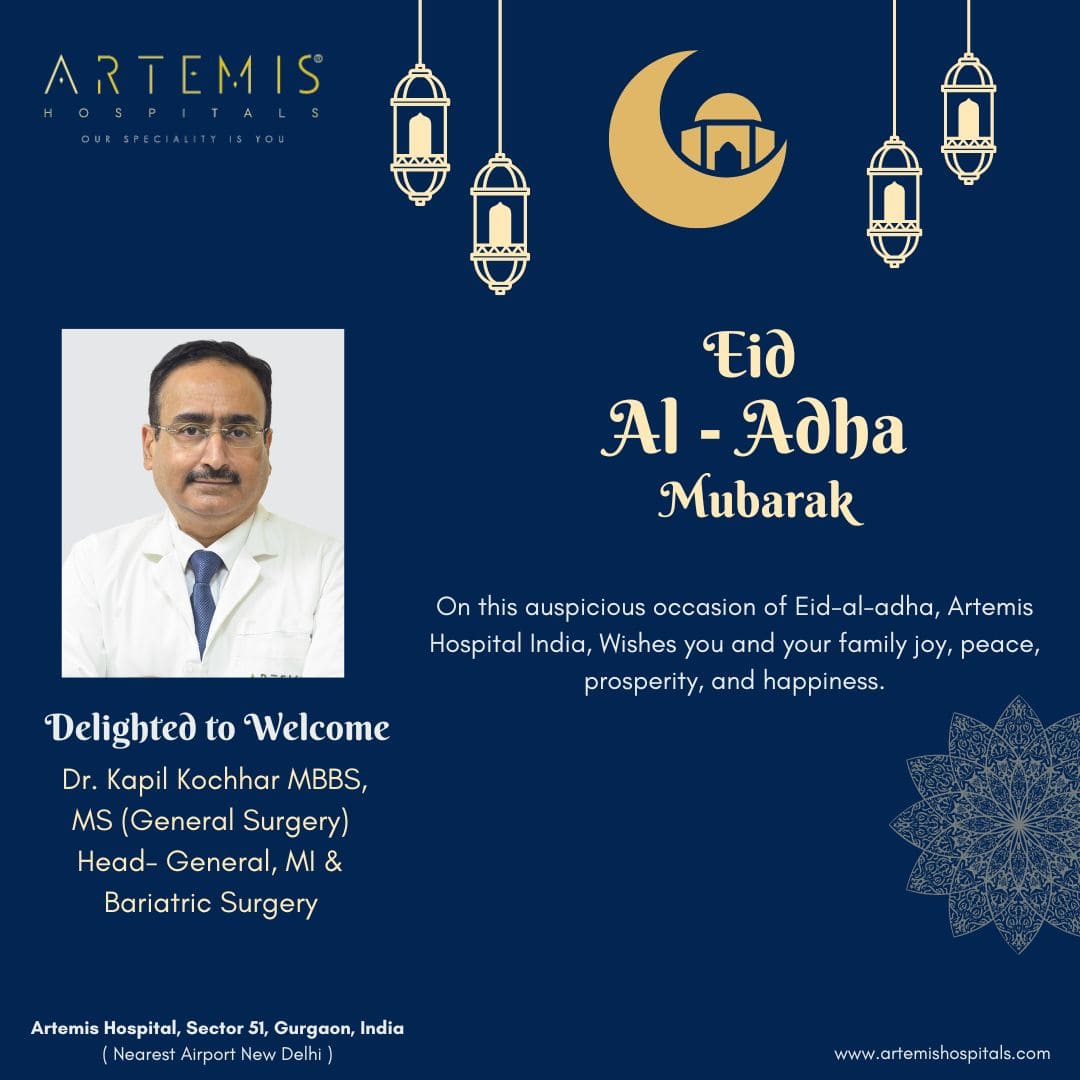 ARTEMIS®
HOSPITALS
OUR SPECIALITY IS YOU
Eid
Al - Adha
Mubarak
On this auspicious occasion of Eid-al-adha, Artemis
Hospital India, Wishes you and your family joy, peace,
prosperity, and happiness.
Delighted to Welcome
Dr. Kapil Kochhar MBBS,
MS (General Surgery)
Head- General, MI &
Bariatric Surgery
Artemis Hospital, Sector 51, Gurgaon, India
( Nearest Airport New Delhi )
www.artemishospitals.com